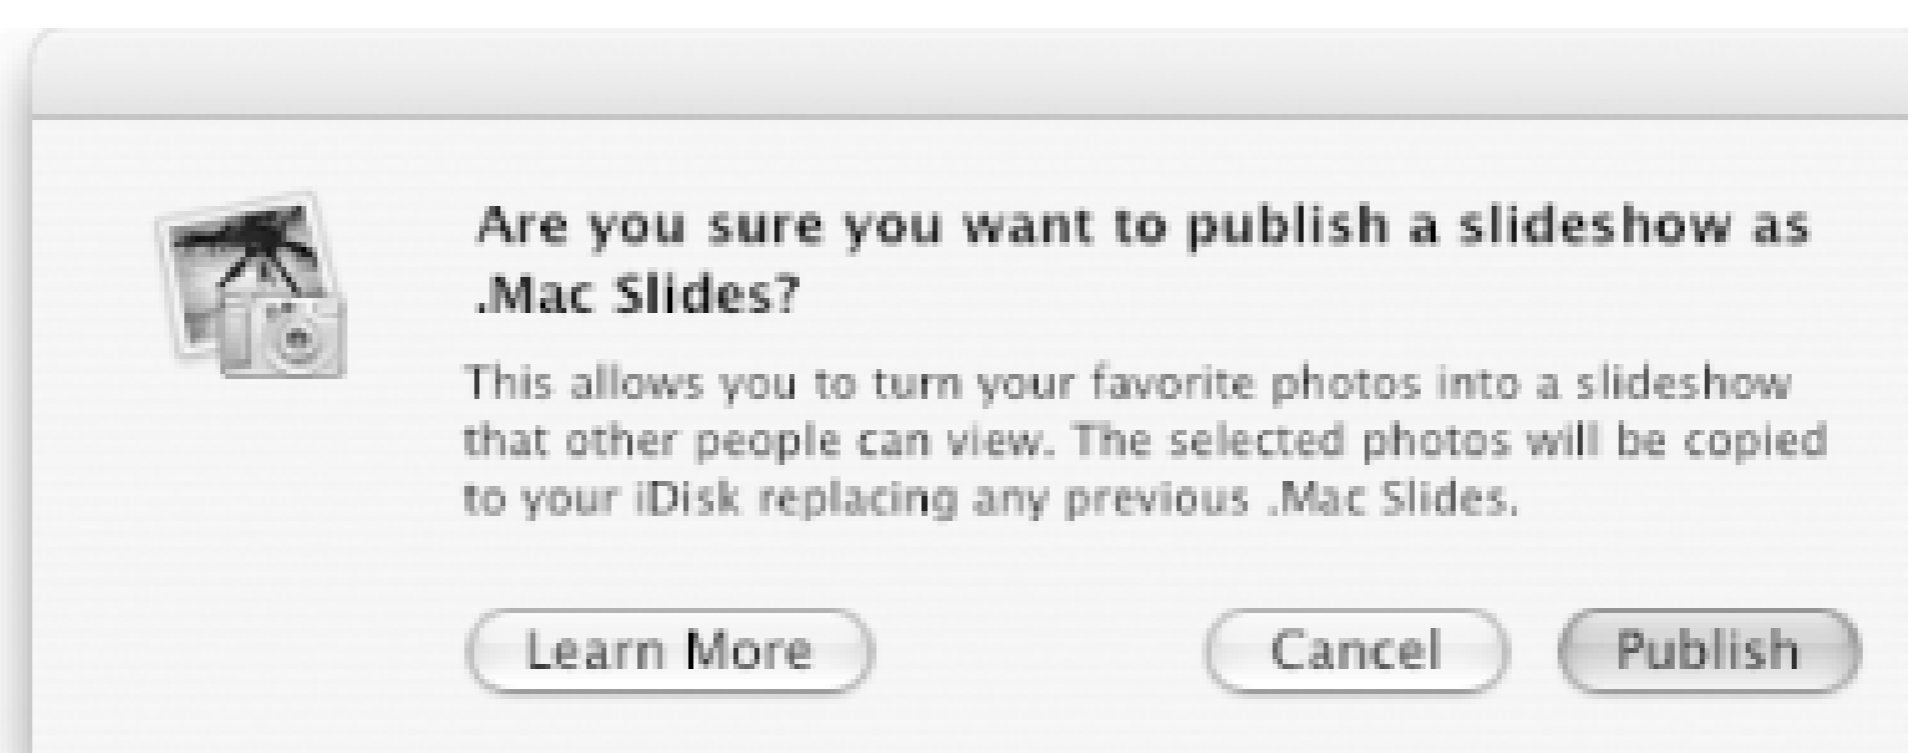 Are you sure you want to publish a slideshow as
.Mac Slides?
This allows you to turn your favorite photos into a slideshow
that other people can view. The selected photos will be copied
to your iDisk replacing any previous .Mac Slides.
Learn More Cancel Publish